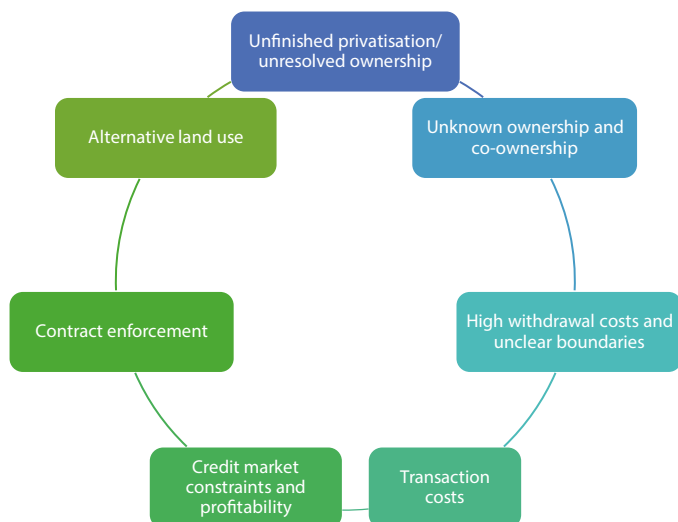 Unfinished privatisation/
unresolved ownership
Unknown ownership and
co-ownership
High withdrawal costs and
unclear boundaries
Transaction
costs
Credit market
constraints and
profitability
Contract enforcement
Alternative land use